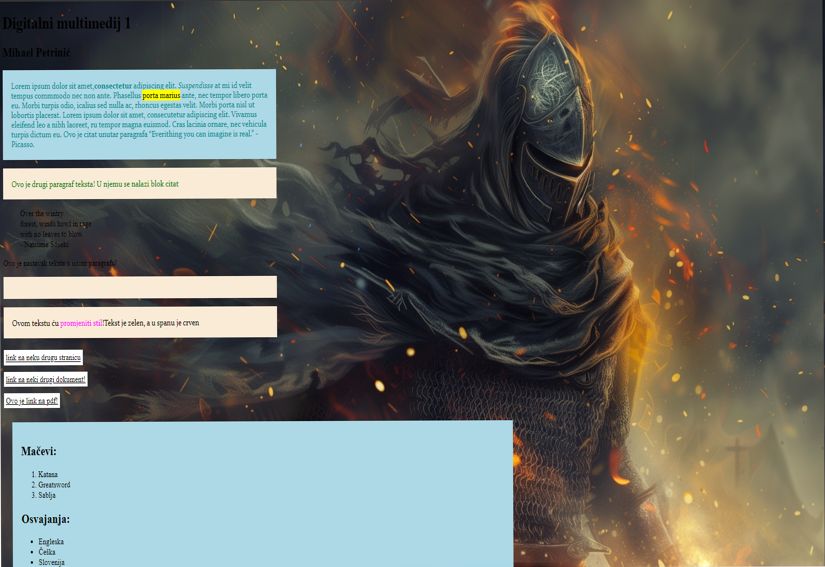 Digitalni multimedij 1
Mihael Petrinić
Lorem ipsum dolor sit amet,consectetur adipiscing elit. Suspendisse at mi id velit
tempus commmodo nec non ante. Phasellus porta marius ante, nec tempor libero porta
eu. Morbi turpis odio, icalius sed nulla ac, rhoncus egestas velit. Morbi porta nisl ut
lobortis placerat. Lorem ipsum dolor sit amet, consecutetur adipiscing elit. Vivamus
eleifend leo a nibh laoreet, ru tempor magna euismod. Cras lacinia ornare, nec vehicula
turpis dictum eu. Ovo je citat unutar paragrafa "Everithing you can imagine is real." -
Picasso.
Ovo je drugi paragraf teksta! U njemu se nalazi blok citat
Over the wintry
forest, winds howl in rage
with no leaves to blow.
- Natsume Soseki
Ovo je nastavak teksta u istom paragrafu!
Ovom tekstu ću promjeniti stil!Tekst je zelen, a u spanu je crven
link na neku drugu stranicu
link na neki drugi dokument!
Ovo je link na pdf!
Mačevi:
1. Katana
2. Greatsword
3. Sablja
Osvajanja:
• Engleska
• Češka
• Slovenija